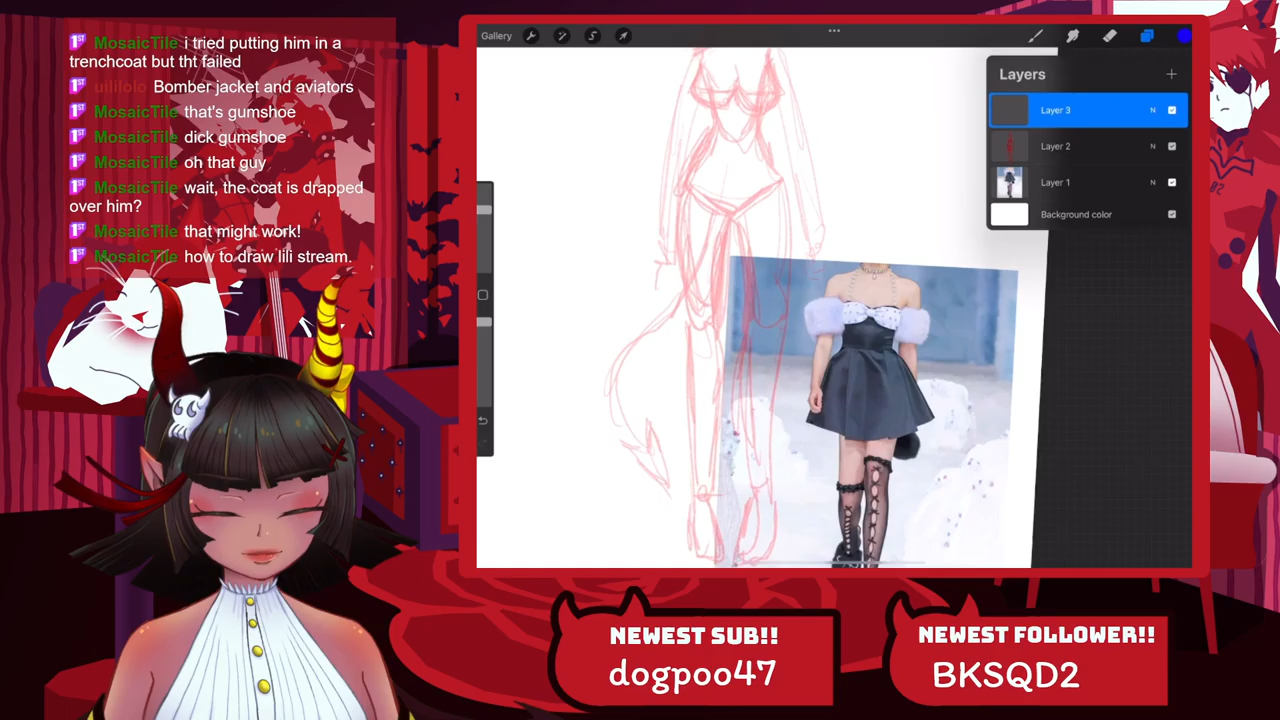 MosaicTile i tried putting him in a
trenchcoat but tht failed
uililolo Bomber jacket and aviators
MosaicTile that's gumshoe
MosaicTile dick gumshoe
MosaicTile oh that guy
MosaicTile wait, the coat is drapped
over him?
MosaicTile that might work!
MosaicTile how to draw lili stream.
Gallery
Layers
Layer 3 N
Layer 2 N
Layer 1 N
Background color
NEWEST SUB!!
dogpoo47
NEWEST FOLLOWER!!
BKSQD2